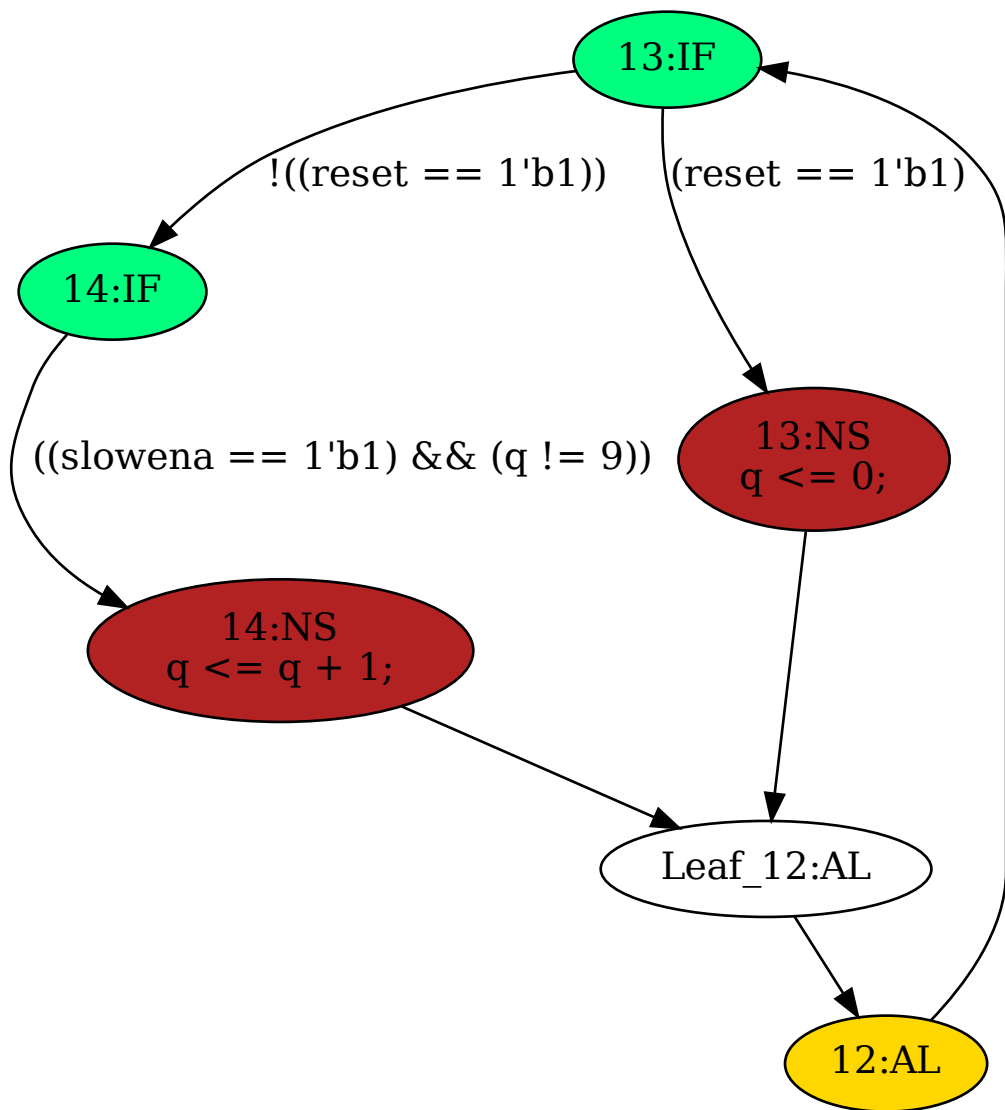 13:IF
!((reset == 1'b1))
(reset == 1'b1)
14:IF
13:NS
q <= 0;
((slowena == 1'b1) && (q != 9))
14:NS
q <= q + 1;
Leaf_12:AL
12:AL